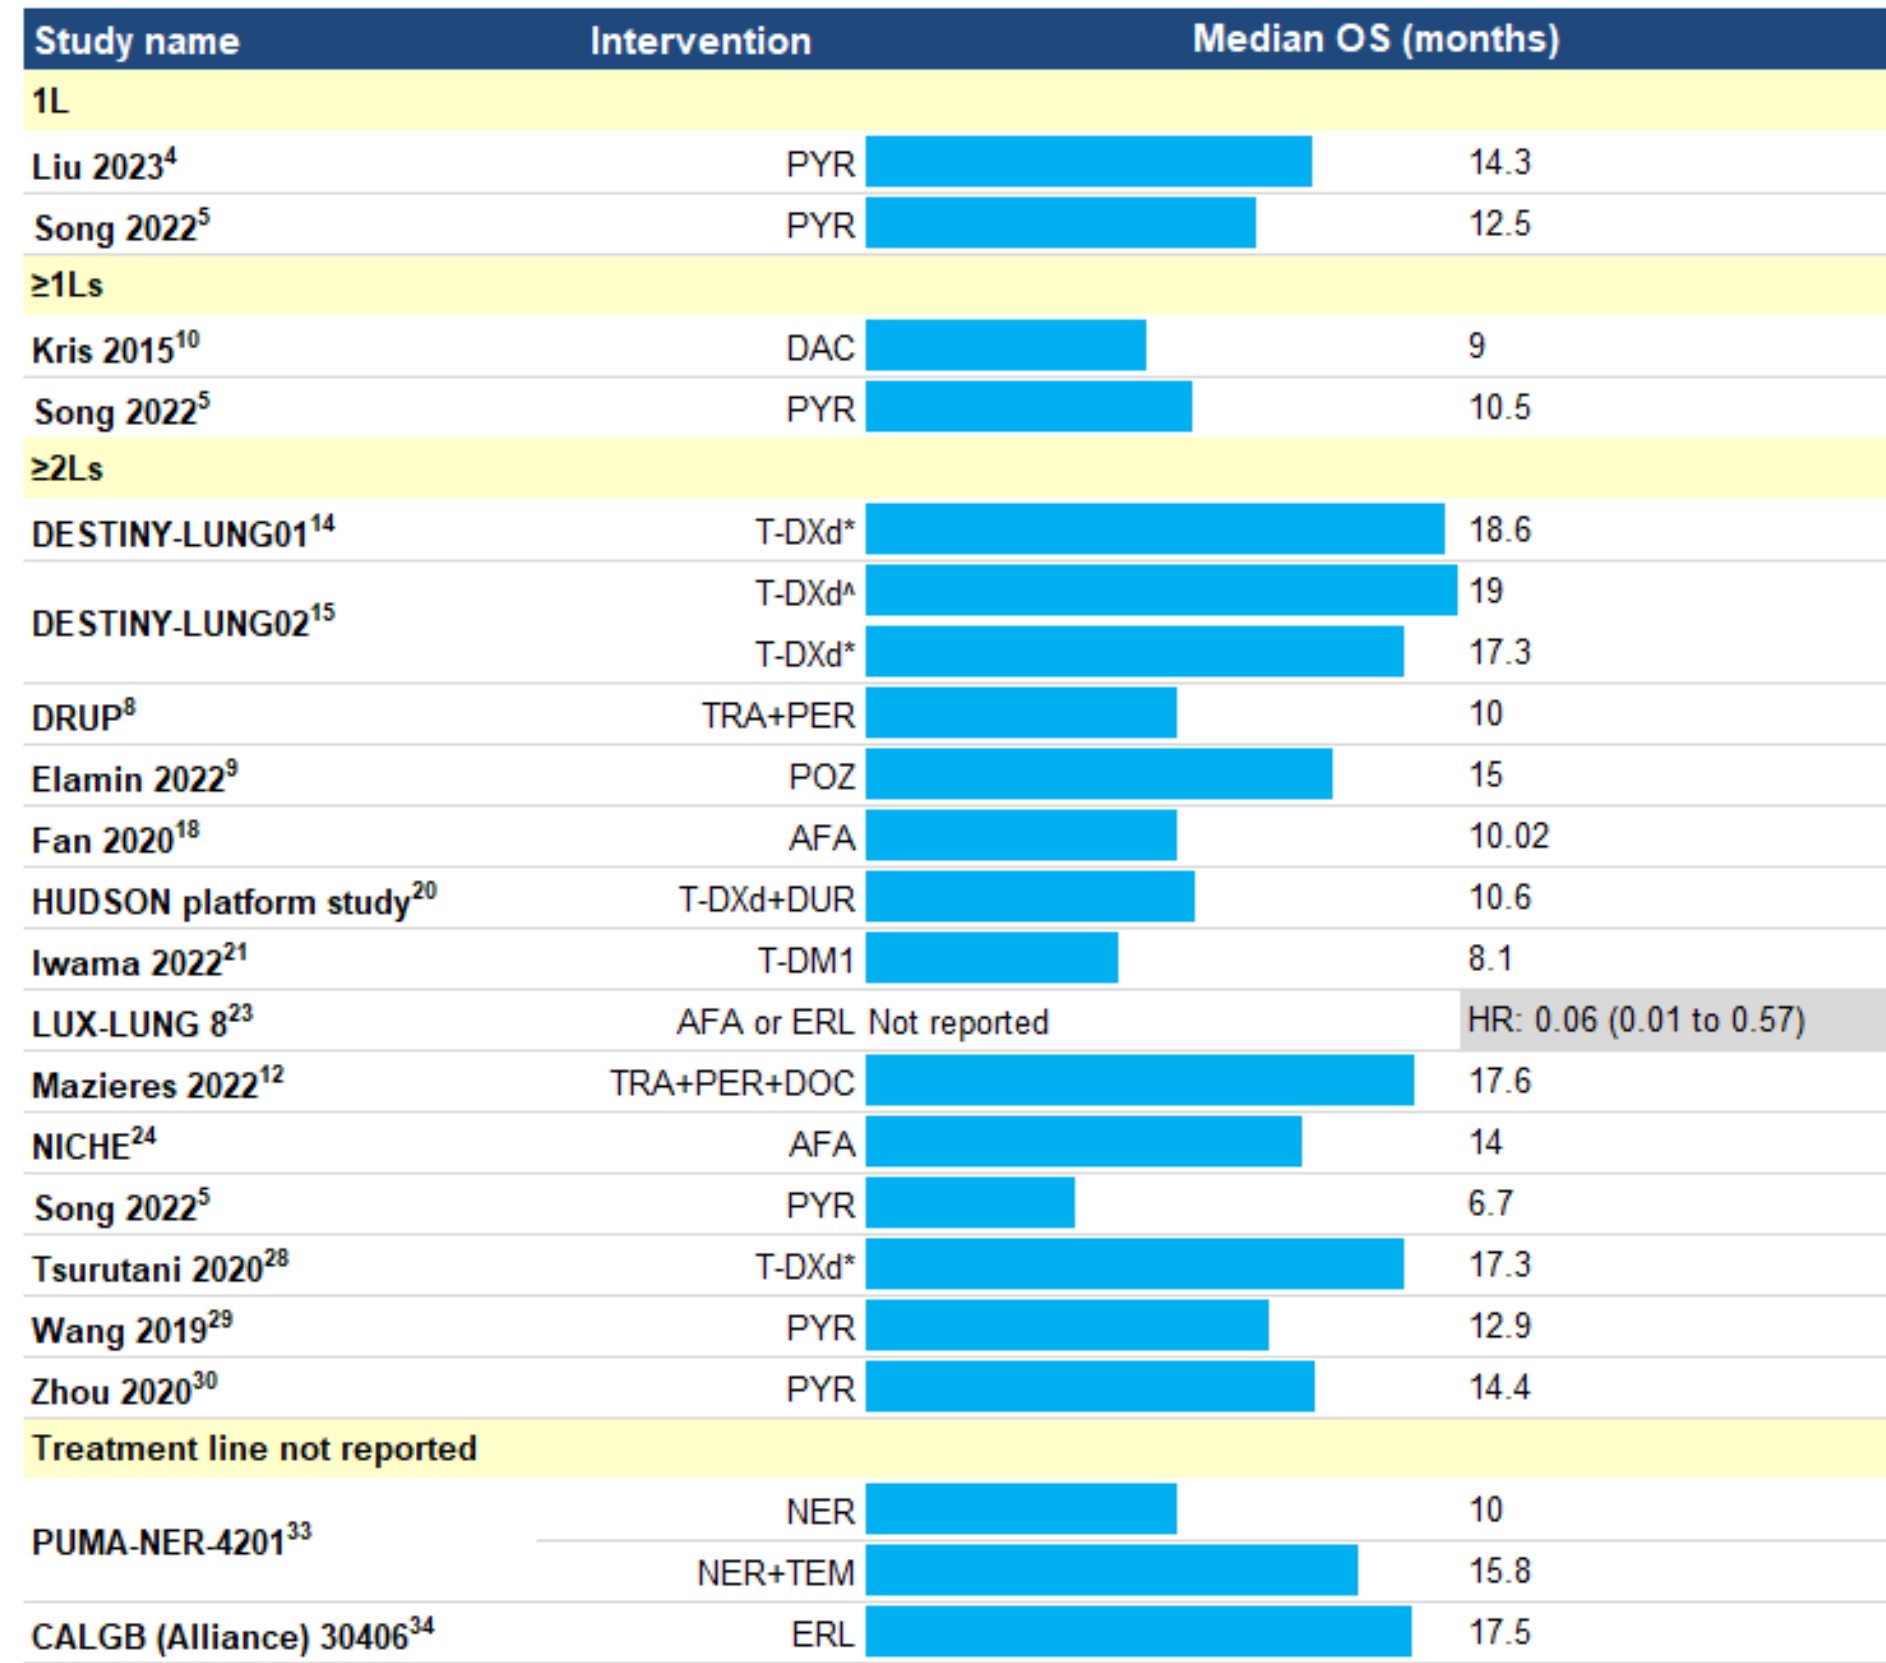 Study name Intervention Median OS (months)
1L
Liu 2023⁴ PYR 14.3
Song 2022⁵ PYR 12.5
≥1Ls
Kris 2015¹⁰ DAC 9
Song 2022⁵ PYR 10.5
≥2Ls
DESTINY-LUNG01¹⁴ T-DXd* 18.6
DESTINY-LUNG02¹⁵ T-DXd^ 19
T-DXd* 17.3
DRUP⁸ TRA+PER 10
Elamin 2022⁹ POZ 15
Fan 2020¹⁸ AFA 10.02
HUDSON platform study²⁰ T-DXd+DUR 10.6
Iwama 2022²¹ T-DM1 8.1
LUX-LUNG 8²³ AFA or ERL Not reported HR: 0.06 (0.01 to 0.57)
Mazieres 2022¹² TRA+PER+DOC 17.6
NICHE²⁴ AFA 14
Song 2022⁵ PYR 6.7
Tsurutani 2020²⁸ T-DXd* 17.3
Wang 2019²⁹ PYR 12.9
Zhou 2020³⁰ PYR 14.4
Treatment line not reported
PUMA-NER-4201³³ NER 10
NER+TEM 15.8
CALGB (Alliance) 30406³⁴ ERL 17.5